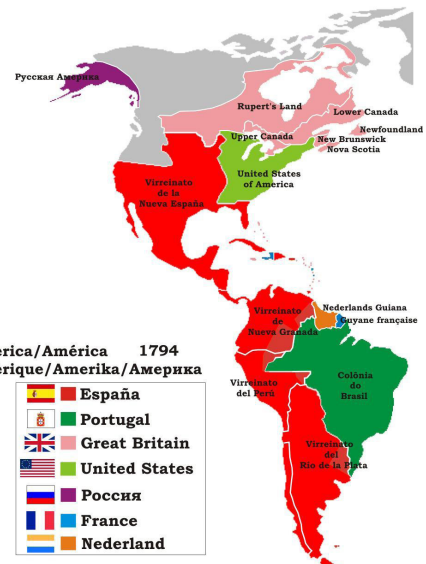 Русская Америка
Rupert's Land
Lower Canada
Newfoundland
Upper Canada
New Brunswick
Nova Scotia
United States
of America
Virreinato
de la
Nueva España
Nederlands Guiana
Guyane française
Virreinato
de
Nueva Granada
erica/América 1794
erique/Amerika/Америка
Virreinato
del Perú
Colônia
do
Brasil
Virreinato
del
Río de la Plata
España
Portugal
Great Britain
United States
Россия
France
Nederland